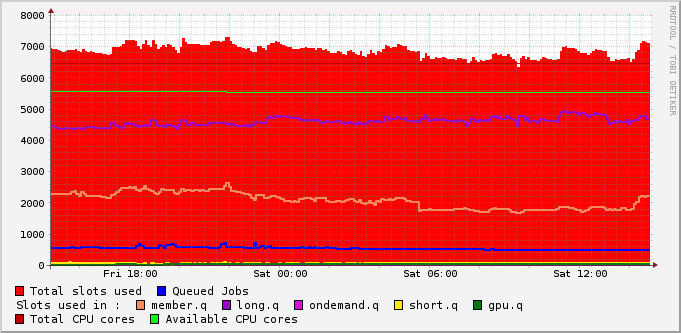 8000
7000
6000
5000
4000
3000
2000
1000
0
Fri 18:00 Sat 00:00 Sat 06:00 Sat 12:00
RRDTOOL / TOBI OETIKER
Total slots used Queued Jobs
Slots used in : member.q long.q ondemand.q short.q gpu.q
Total CPU cores Available CPU cores